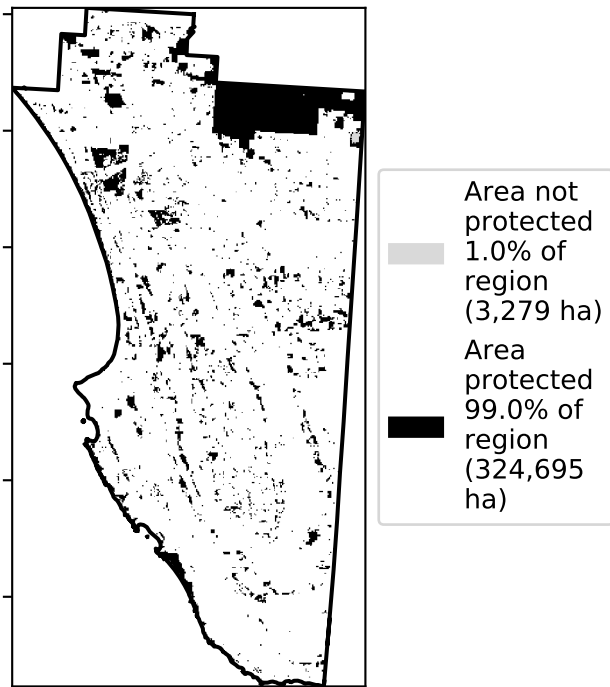 Area not
protected
1.0% of
region
(3,279 ha)
Area
protected
99.0% of
region
(324,695
ha)